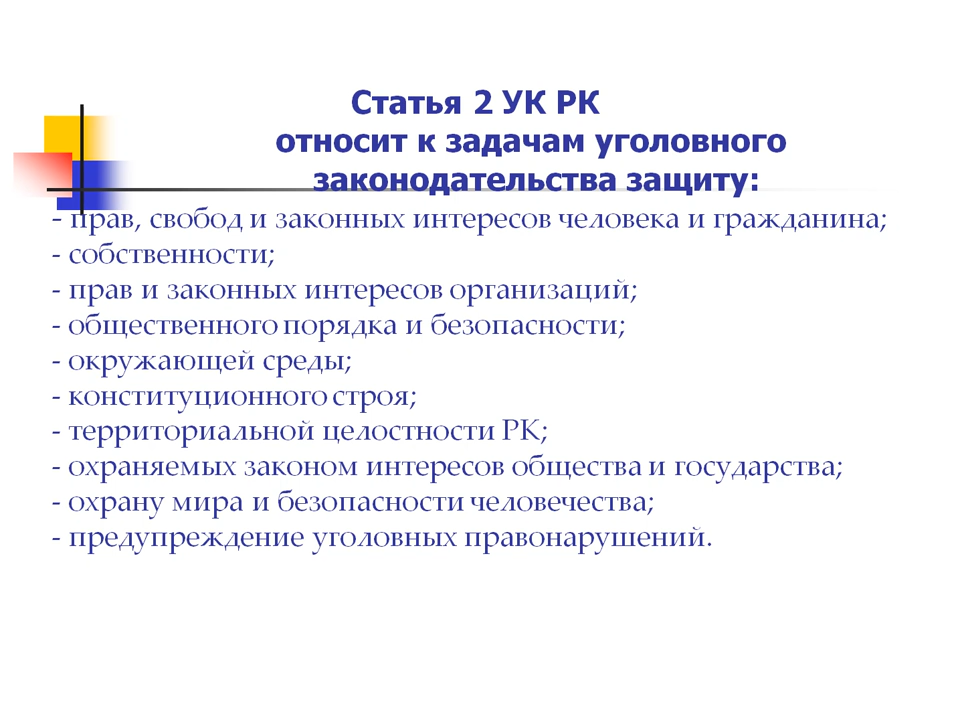 Статья 2 УК РК
относит к задачам уголовного
законодательства защиту:
- прав, свобод и законных интересов человека и гражданина;
- собственности;
- прав и законных интересов организаций;
- общественного порядка и безопасности;
- окружающей среды;
- конституционного строя;
- территориальной целостности РК;
- охраняемых законом интересов общества и государства;
- охрану мира и безопасности человечества;
- предупреждение уголовных правонарушений.